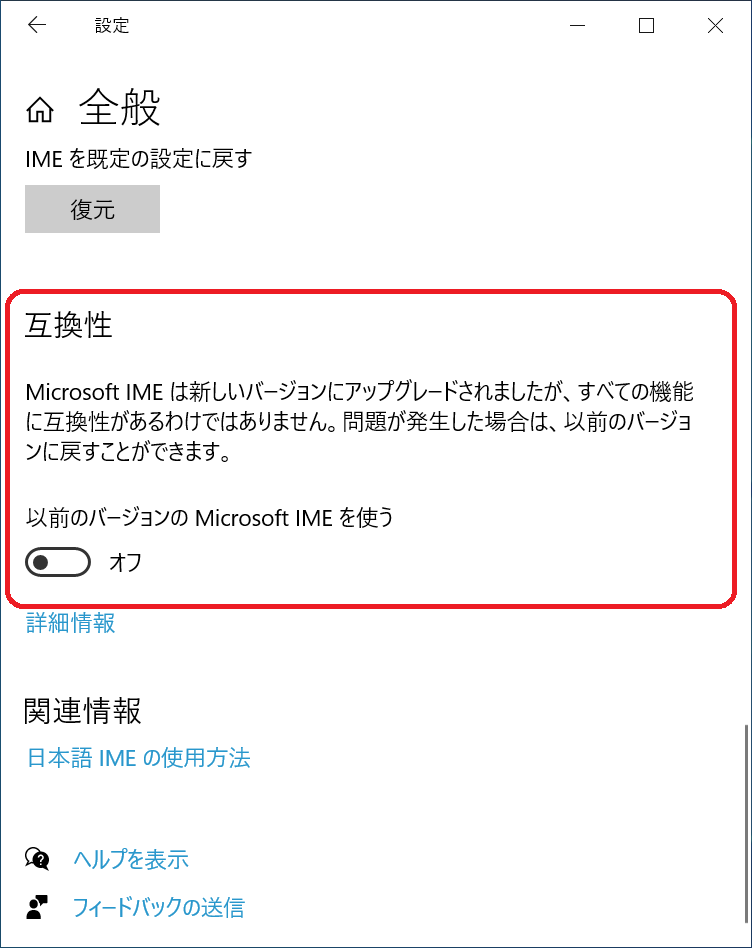 設定
全般
IME を既定の設定に戻す
復元
互換性
Microsoft IME は新しいバージョンにアップグレードされましたが、すべての機能
に互換性があるわけではありません。問題が発生した場合は、以前のバージョ
ンに戻すことができます。
以前のバージョンの Microsoft IME を使う
オフ
詳細情報
関連情報
日本語 IME の使用方法
ヘルプを表示
フィードバックの送信